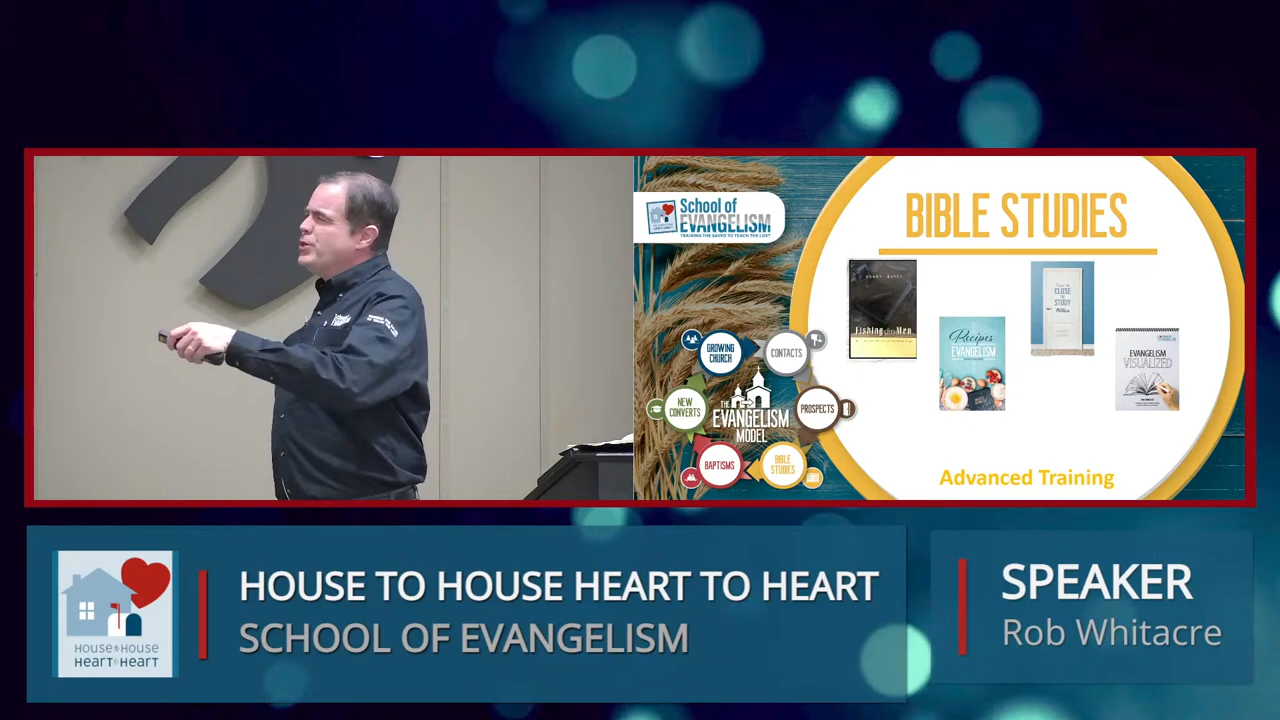 School of
EVANGELISM
TRAINING THE SAVED TO TEACH THE LOST
BIBLE STUDIES
Fishing for Men
Recipes
EVANGELISM
CLOSE
STUDY
EVANGELISM
VISUALIZED
GROWING
CHURCH
CONTACTS
NEW
CONVERTS
THE
EVANGELISM
MODEL
PROSPECTS
BAPTISMS
BIBLE
STUDIES
Advanced Training
HOUSE TO HOUSE
HEART TO HEART
HOUSE TO HOUSE HEART TO HEART
SCHOOL OF EVANGELISM
SPEAKER
Rob Whitacre